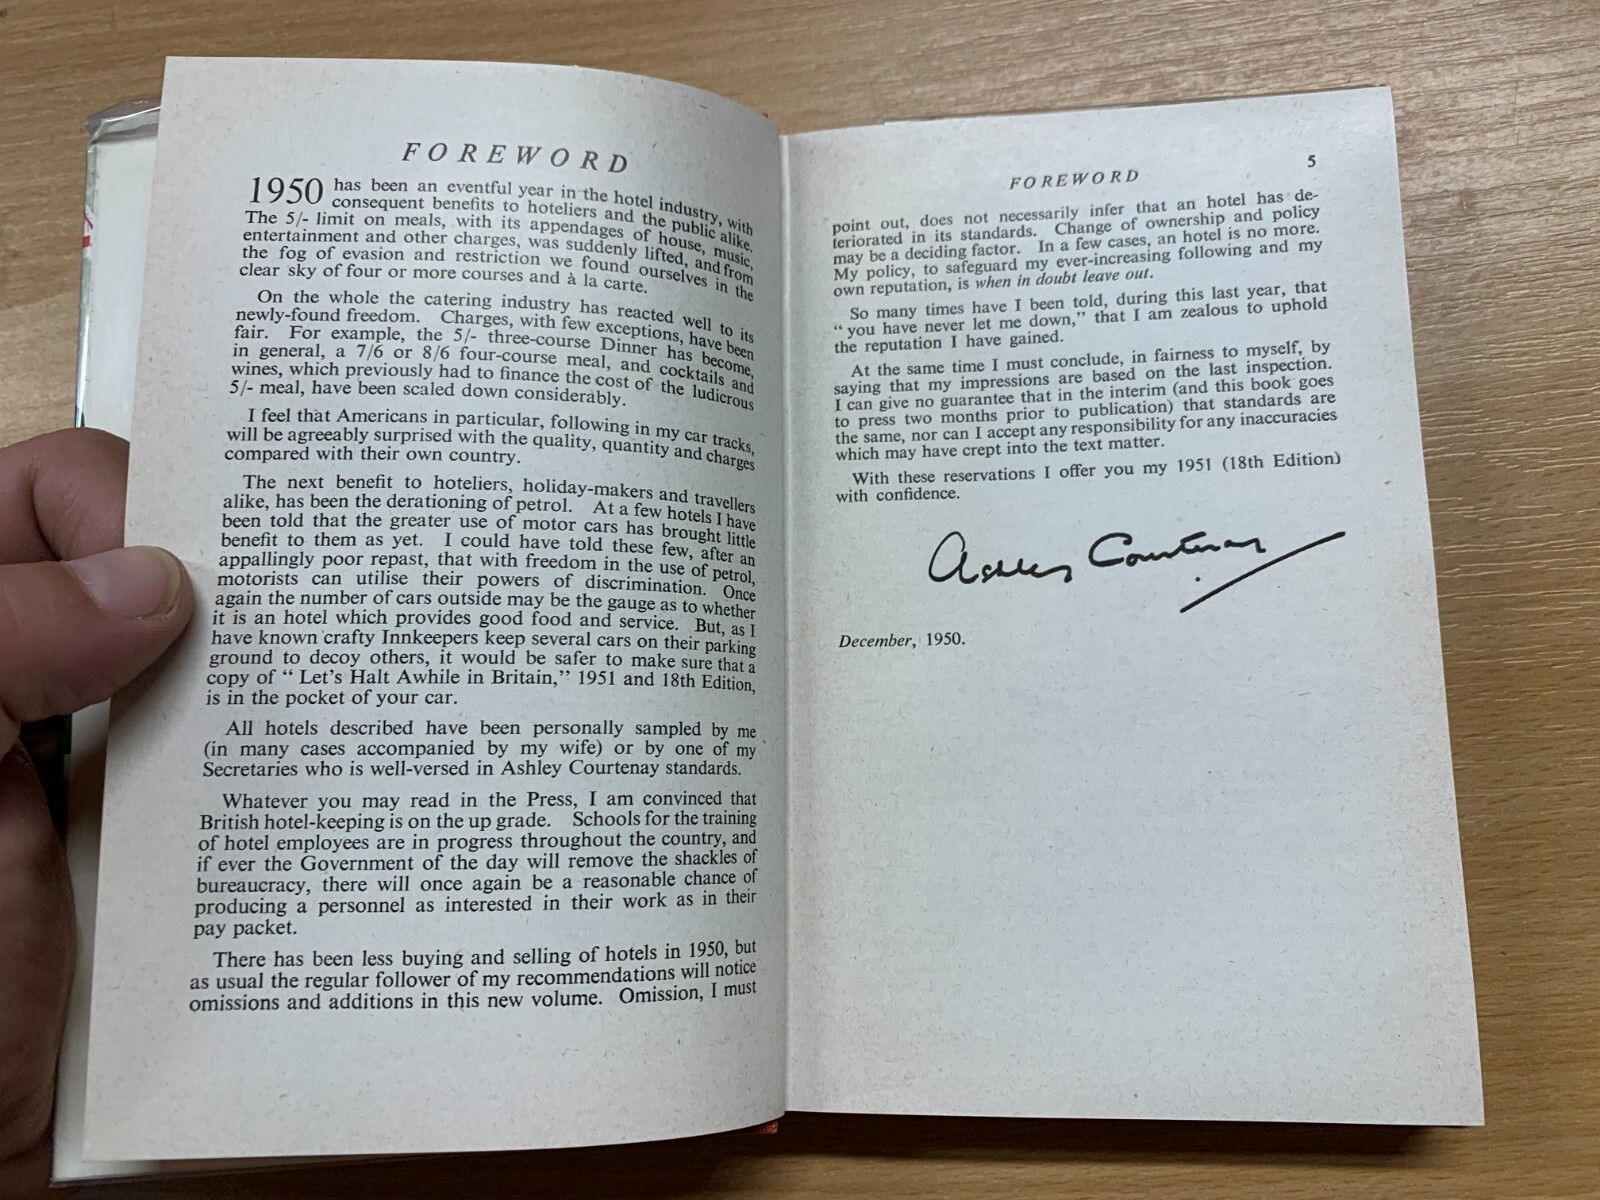 FOREWORD
1950 has been an eventful year in the hotel industry, with
consequent benefits to hoteliers and the public alike.
The 5/- limit on meals, with its appendages of house, music,
entertainment and other charges, was suddenly lifted, and from
the fog of evasion and restriction we found ourselves in the
clear sky of four or more courses and à la carte.
On the whole the catering industry has reacted well to its
newly-found freedom. Charges, with few exceptions, have been
fair. For example, the 5/- three-course Dinner has become,
in general, a 7/6 or 8/6 four-course meal, and cocktails and
wines, which previously had to finance the cost of the ludicrous
5/- meal, have been scaled down considerably.
I feel that Americans in particular, following in my car tracks,
will be agreeably surprised with the quality, quantity and charges
compared with their own country.
The next benefit to hoteliers, holiday-makers and travellers
alike, has been the derationing of petrol. At a few hotels I have
been told that the greater use of motor cars has brought little
benefit to them as yet. I could have told these few, after an
appallingly poor repast, that with freedom in the use of petrol,
motorists can utilise their powers of discrimination. Once
again the number of cars outside may be the gauge as to whether
it is an hotel which provides good food and service. But, as I
have known crafty Innkeepers keep several cars on their parking
ground to decoy others, it would be safer to make sure that a
copy of “ Let's Halt Awhile in Britain,” 1951 and 18th Edition,
is in the pocket of your car.
All hotels described have been personally sampled by me
(in many cases accompanied by my wife) or by one of my
Secretaries who is well-versed in Ashley Courtenay standards.
Whatever you may read in the Press, I am convinced that
British hotel-keeping is on the up grade. Schools for the training
of hotel employees are in progress throughout the country, and
if ever the Government of the day will remove the shackles of
bureaucracy, there will once again be a reasonable chance of
producing a personnel as interested in their work as in their
pay packet.
There has been less buying and selling of hotels in 1950, but
as usual the regular follower of my recommendations will notice
omissions and additions in this new volume. Omission, I must
FOREWORD 5
point out, does not necessarily infer that an hotel has de-
teriorated in its standards. Change of ownership and policy
may be a deciding factor. In a few cases, an hotel is no more.
My policy, to safeguard my ever-increasing following and my
own reputation, is when in doubt leave out.
So many times have I been told, during this last year, that
“ you have never let me down,” that I am zealous to uphold
the reputation I have gained.
At the same time I must conclude, in fairness to myself, by
saying that my impressions are based on the last inspection.
I can give no guarantee that in the interim (and this book goes
to press two months prior to publication) that standards are
the same, nor can I accept any responsibility for any inaccuracies
which may have crept into the text matter.
With these reservations I offer you my 1951 (18th Edition)
with confidence.
Ashley Courtenay
December, 1950.